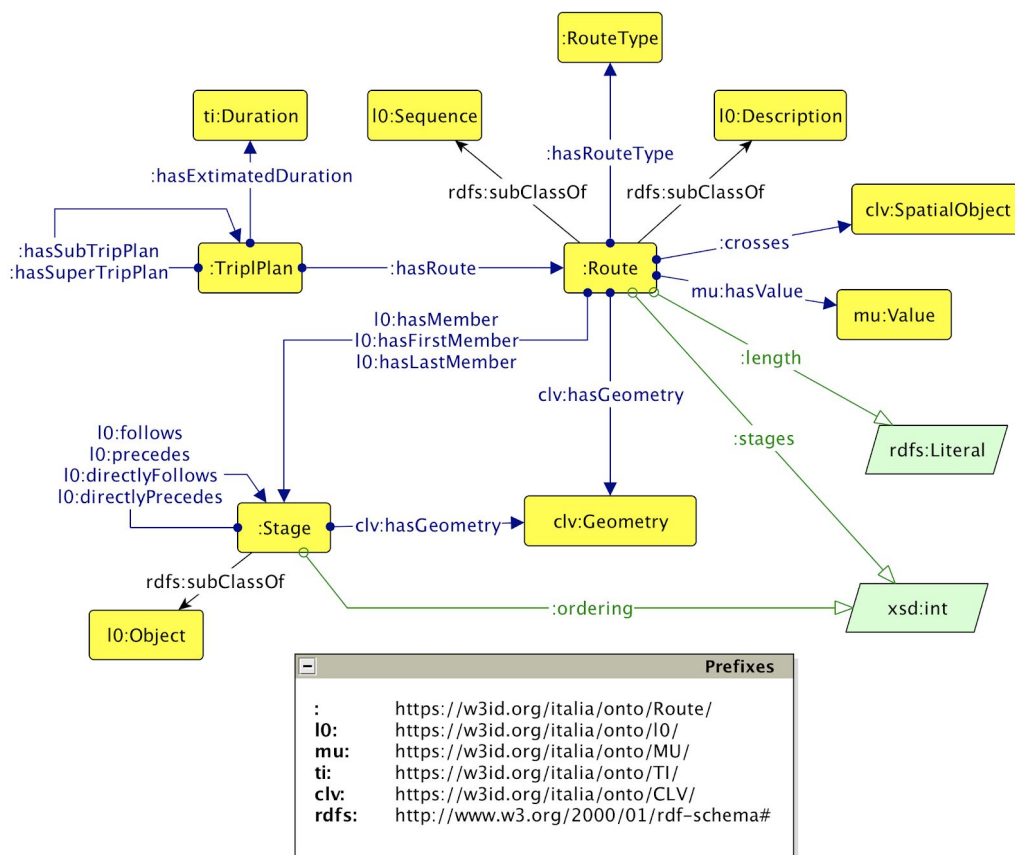 :RouteType
ti:Duration
l0:Sequence
l0:Description
:hasRouteType
:hasExtimatedDuration
rdfs:subClassOf
rdfs:subClassOf
clv:SpatialObject
:crosses
:hasSubTripPlan
:hasSuperTripPlan
:TriplPlan
:hasRoute
:Route
mu:hasValue
mu:Value
l0:hasMember
l0:hasFirstMember
l0:hasLastMember
:length
clv:hasGeometry
:stages
rdfs:Literal
l0:follows
l0:precedes
l0:directlyFollows
l0:directlyPrecedes
:Stage
clv:hasGeometry
clv:Geometry
rdfs:subClassOf
:ordering
xsd:int
l0:Object
Prefixes
: https://w3id.org/italia/onto/Route/
l0: https://w3id.org/italia/onto/l0/
mu: https://w3id.org/italia/onto/MU/
ti: https://w3id.org/italia/onto/TI/
clv: https://w3id.org/italia/onto/CLV/
rdfs: http://www.w3.org/2000/01/rdf-schema#